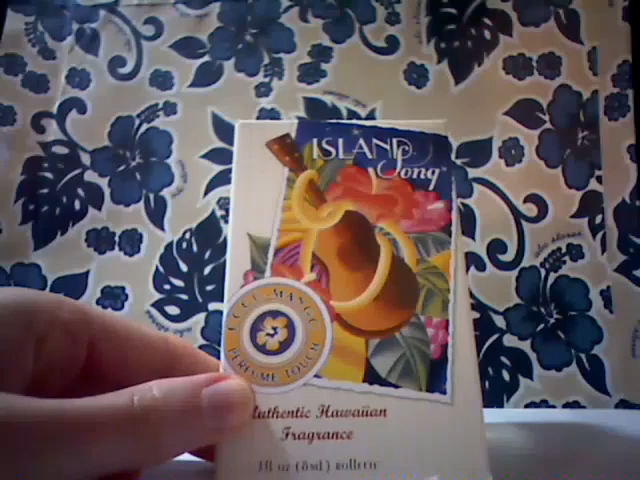 ISLAND
Song
COCO-MANGO
PERFUME TOUCH
Authentic Hawaiian
Fragrance